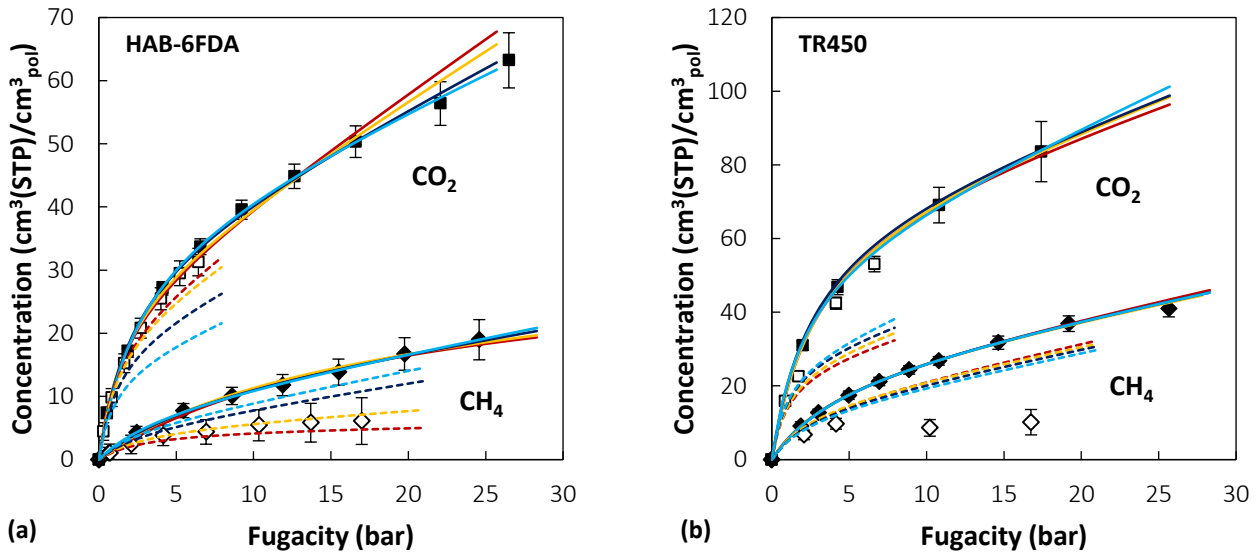 HAB-6FDA
Concentration (cm³(STP)/cm³pol)
70
60
50
40
30
20
10
0
CO₂
CH₄
0 5 10 15 20 25 30
(a)
Fugacity (bar)
TR450
Concentration (cm³(STP)/cm³pol)
120
100
80
60
40
20
0
CO₂
CH₄
0 5 10 15 20 25 30
(b)
Fugacity (bar)